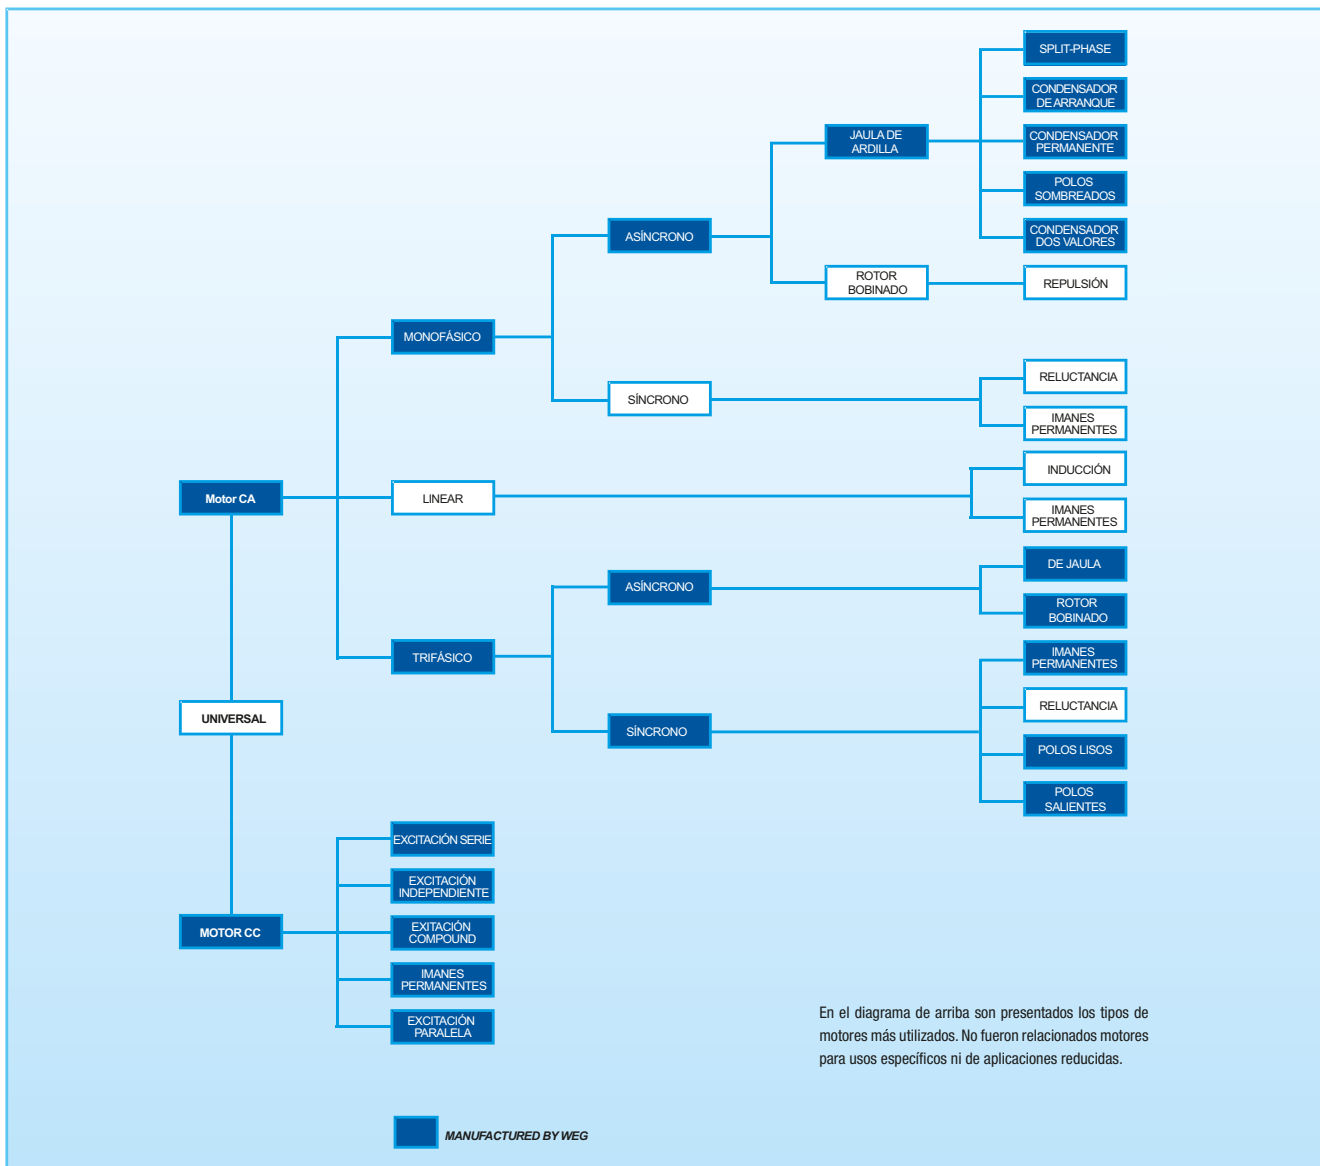 SPLIT-PHASE
CONDENSADOR
DE ARRANQUE
JAULA DE
ARDILLA
CONDENSADOR
PERMANENTE
POLOS
SOMBREADOS
ASÍNCRONO
CONDENSADOR
DOS VALORES
ROTOR
BOBINADO
REPULSIÓN
MONOFÁSICO
RELUCTANCIA
SÍNCRONO
IMANES
PERMANENTES
INDUCCIÓN
Motor CA
LINEAR
IMANES
PERMANENTES
DE JAULA
ASÍNCRONO
ROTOR
BOBINADO
TRIFÁSICO
IMANES
PERMANENTES
RELUCTANCIA
UNIVERSAL
SÍNCRONO
POLOS LISOS
POLOS
SALIENTES
EXCITACIÓN SERIE
EXCITACIÓN
INDEPENDIENTE
MOTOR CC
EXITACIÓN
COMPOUND
IMANES
PERMANENTES
EXCITACIÓN
PARALELA
En el diagrama de arriba son presentados los tipos de
motores más utilizados. No fueron relacionados motores
para usos específicos ni de aplicaciones reducidas.
MANUFACTURED BY WEG